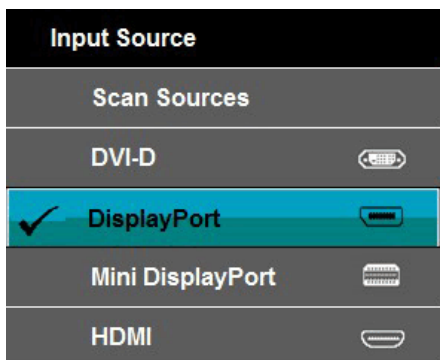 Input Source
Scan Sources
DVI-D
DisplayPort
Mini DisplayPort
HDMI